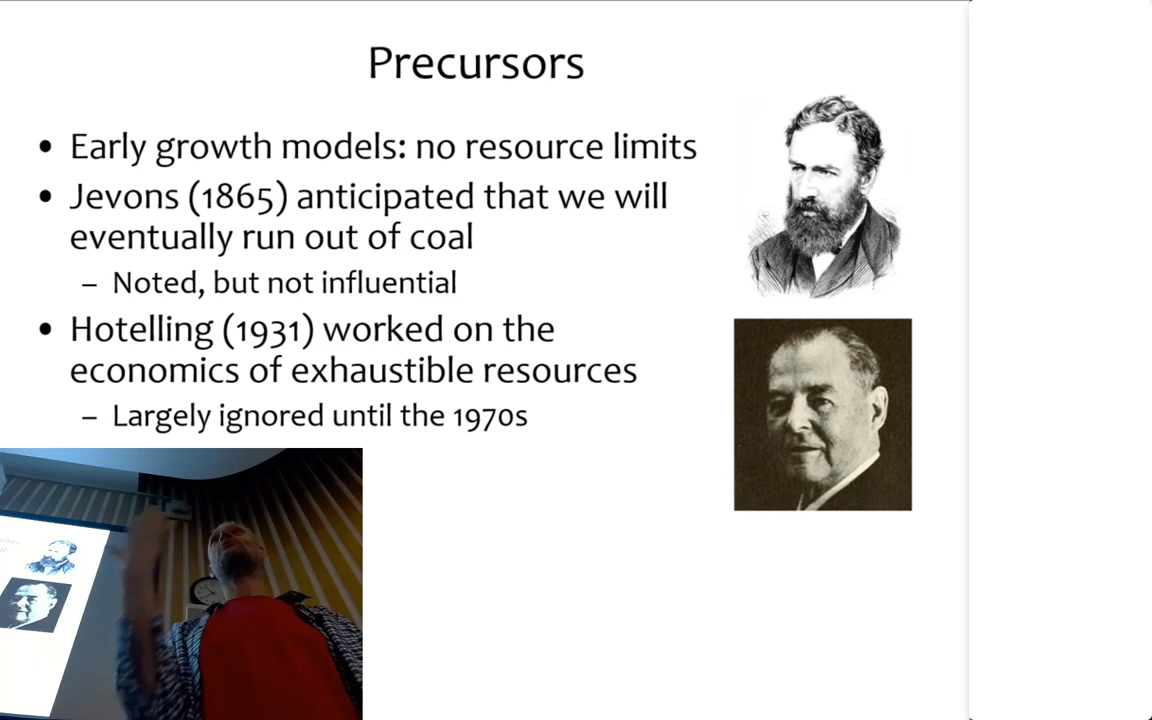 Precursors
• Early growth models: no resource limits
• Jevons (1865) anticipated that we will
eventually run out of coal
– Noted, but not influential
• Hotelling (1931) worked on the
economics of exhaustible resources
– Largely ignored until the 1970s